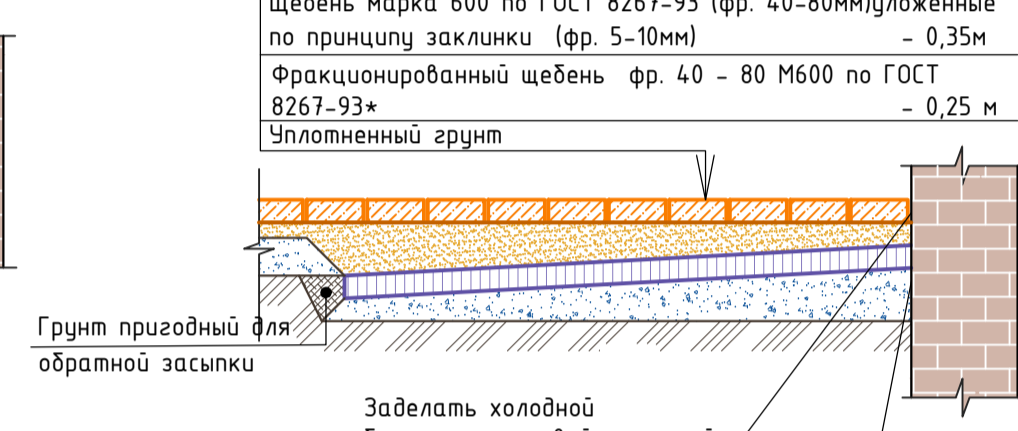 щебень марка 600 по ГОСТ 8267-93 (фр. 40-80мм)уложенные
по принципу заклинки (фр. 5-10мм) - 0,35м
Фракционированный щебень фр. 40 - 80 М600 по ГОСТ
8267-93* - 0,25 м
Уплотненный грунт
Грунт пригодный для
обратной засыпки
Заделать холодной